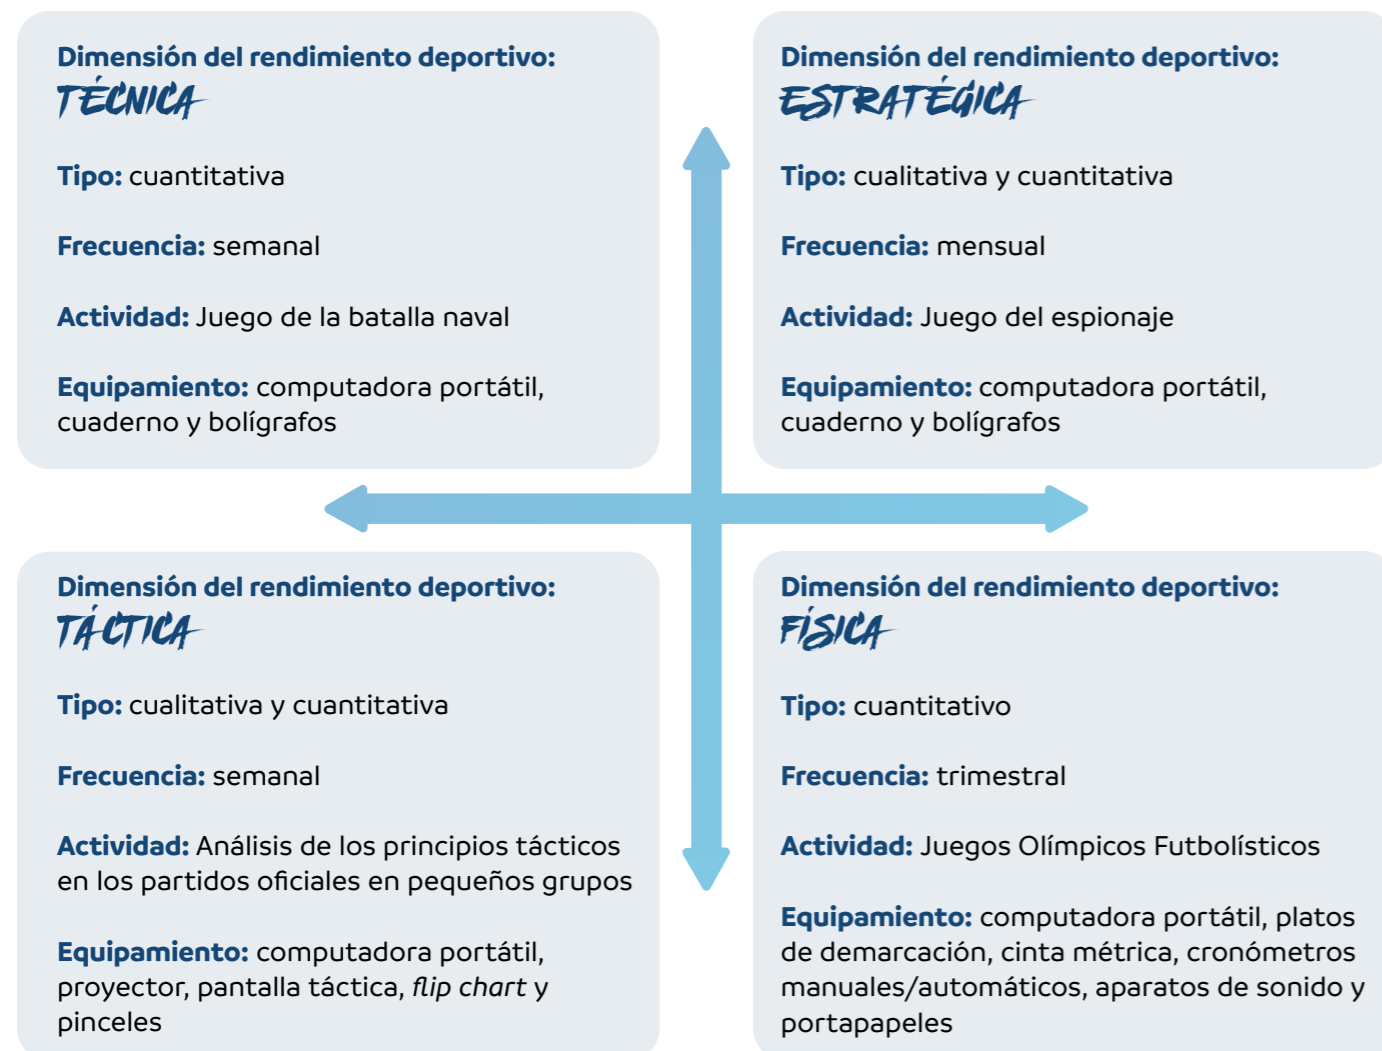 Dimensión del rendimiento deportivo:
TÉCNICA
Tipo: cuantitativa
Frecuencia: semanal
Actividad: Juego de la batalla naval
Equipamiento: computadora portátil,
cuaderno y bolígrafos
Dimensión del rendimiento deportivo:
ESTRATÉGICA
Tipo: cualitativa y cuantitativa
Frecuencia: mensual
Actividad: Juego del espionaje
Equipamiento: computadora portátil,
cuaderno y bolígrafos
Dimensión del rendimiento deportivo:
TÁCTICA
Tipo: cualitativa y cuantitativa
Frecuencia: semanal
Actividad: Análisis de los principios tácticos
en los partidos oficiales en pequeños grupos
Equipamiento: computadora portátil,
proyector, pantalla táctica, flip chart y
pinceles
Dimensión del rendimiento deportivo:
FÍSICA
Tipo: cuantitativo
Frecuencia: trimestral
Actividad: Juegos Olímpicos Futbolísticos
Equipamiento: computadora portátil, platos
de demarcación, cinta métrica, cronómetros
manuales/automáticos, aparatos de sonido y
portapapeles